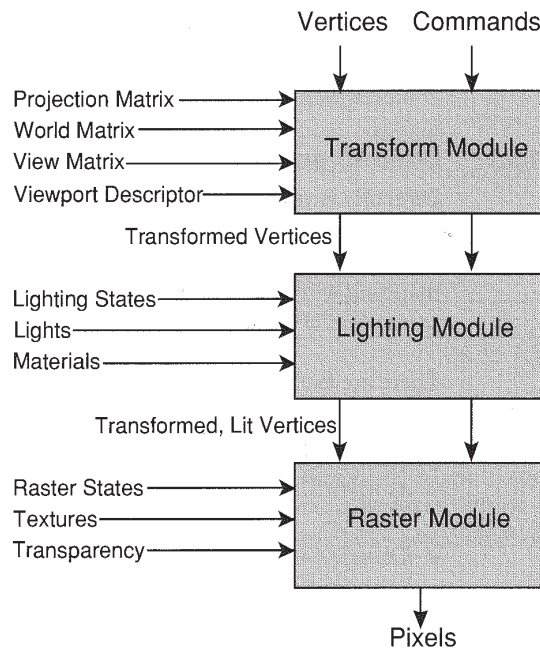 Vertices Commands
Projection Matrix
World Matrix
View Matrix
Viewport Descriptor
Transform Module
Transformed Vertices
Lighting States
Lights
Materials
Lighting Module
Transformed, Lit Vertices
Raster States
Textures
Transparency
Raster Module
Pixels